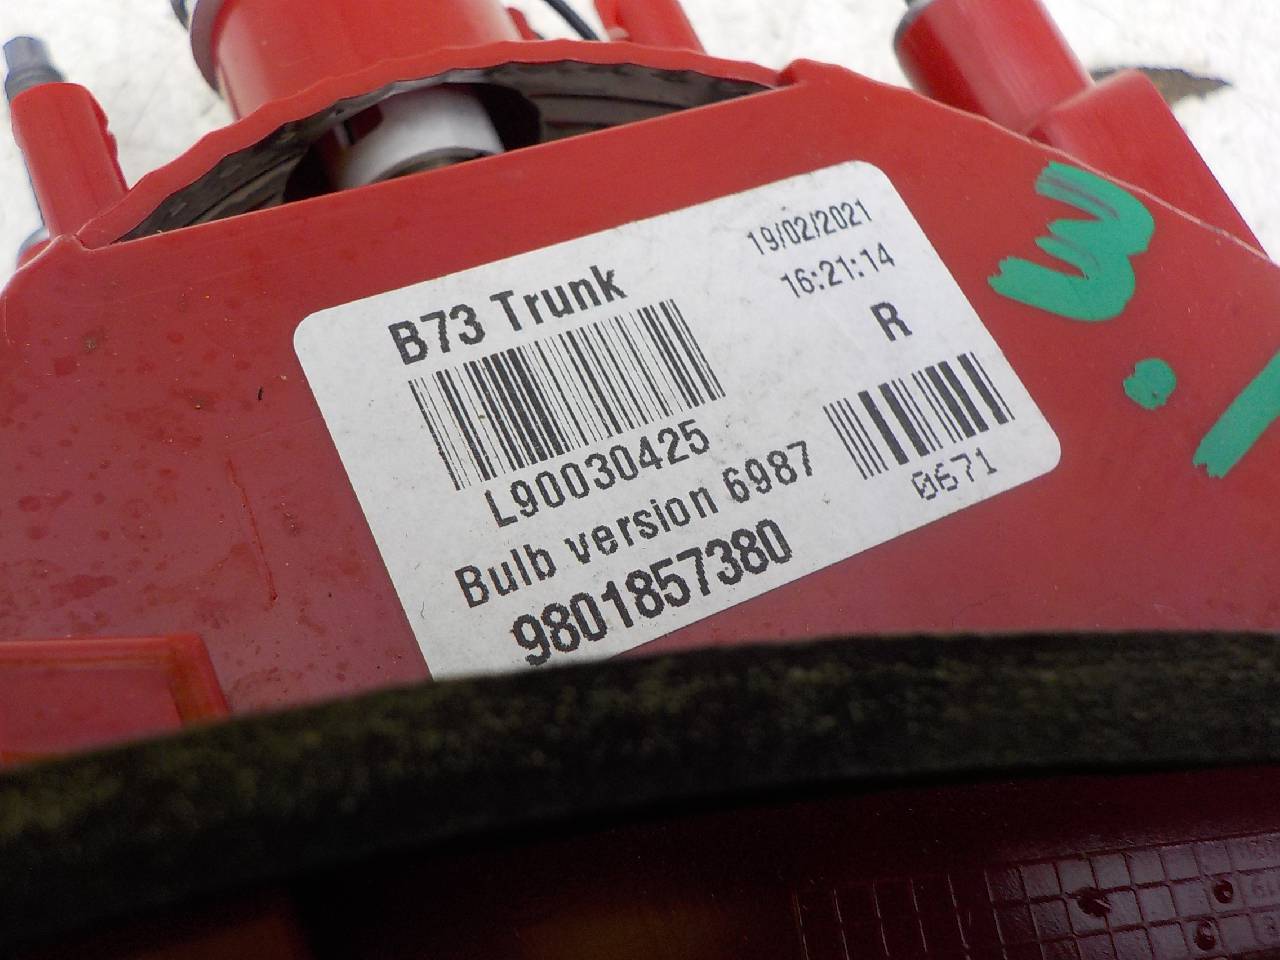 B73 Trunk
19/02/2021
16:21:14
R
L90030425
Bulb version 6987
0671
9801857380